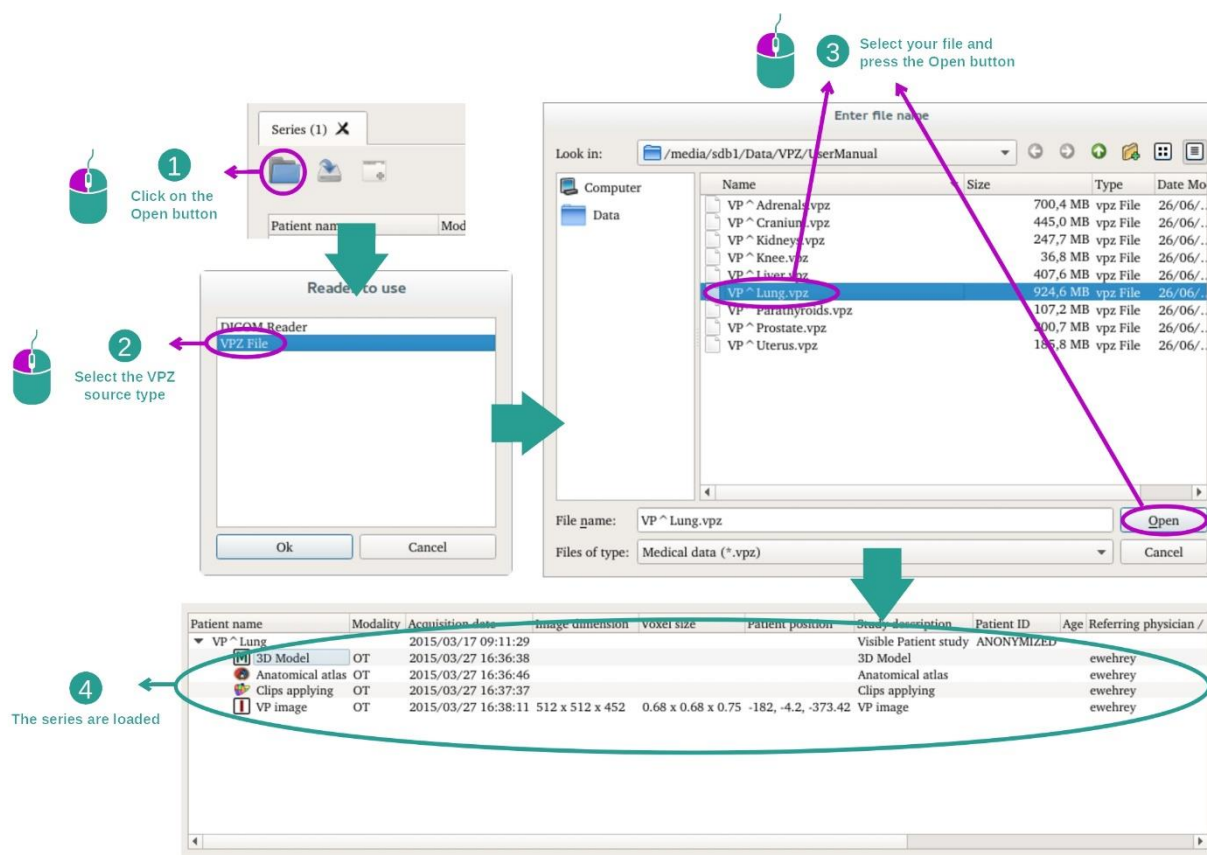 3
Select your file and
press the Open button
Series (1)
1
Click on the
Open button
Patient name Mod
Enter file name
Look in: /media/sdb1/Data/VPZ/UserManual
Computer
Data
Name Size Type Date Mo
VP^Adrenals.vpz 700,4 MB vpz File 26/06/..
VP^Cranium.vpz 445,0 MB vpz File 26/06/..
VP^Kidneys.vpz 247,7 MB vpz File 26/06/..
VP^Knee.vpz 36,8 MB vpz File 26/06/..
VP^Liver.vpz 407,6 MB vpz File 26/06/..
VP^Lung.vpz 924,6 MB vpz File 26/06/..
VP^Parathyroids.vpz 107,2 MB vpz File 26/06/..
VP^Prostate.vpz 200,7 MB vpz File 26/06/..
VP^Uterus.vpz 185,8 MB vpz File 26/06/..
File name: VP^Lung.vpz Open
Files of type: Medical data (*.vpz) Cancel
Reader to use
DICOM Reader
VPZ File
2
Select the VPZ
source type
Ok Cancel
Patient name Modality Acquisition date Image dimension Voxel size Patient position Study description Patient ID Age Referring physician /
VP^Lung 2015/03/17 09:11:29 Visible Patient study ANONYMIZED
M 3D Model OT 2015/03/27 16:36:38 3D Model ewehrey
Anatomical atlas OT 2015/03/27 16:36:46 Anatomical atlas ewehrey
Clips applying OT 2015/03/27 16:37:37 Clips applying ewehrey
I VP image OT 2015/03/27 16:38:11 512 x 512 x 452 0.68 x 0.68 x 0.75 -182, -4.2, -373.42 VP image ewehrey
4
The series are loaded